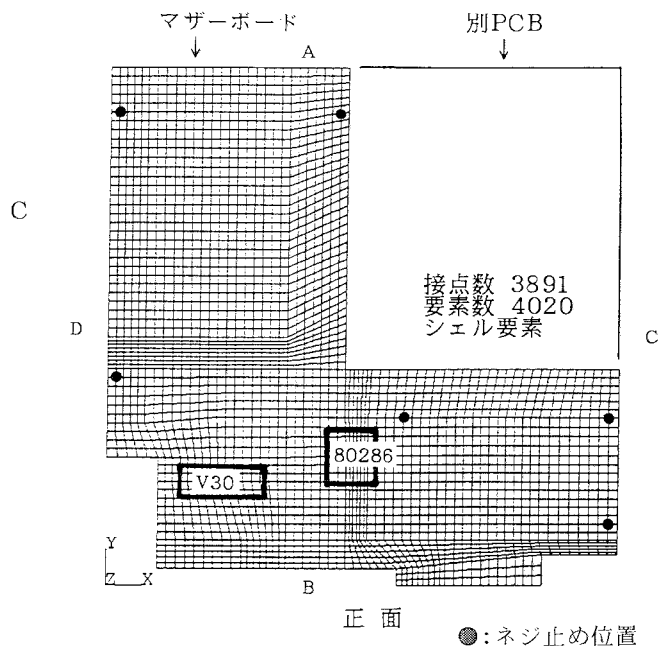 マザーボード
別PCB
A
C
接点数 3891
要素数 4020
シェル要素
D
C
80286
V30
Y
Z X
B
正面
●:ネジ止め位置